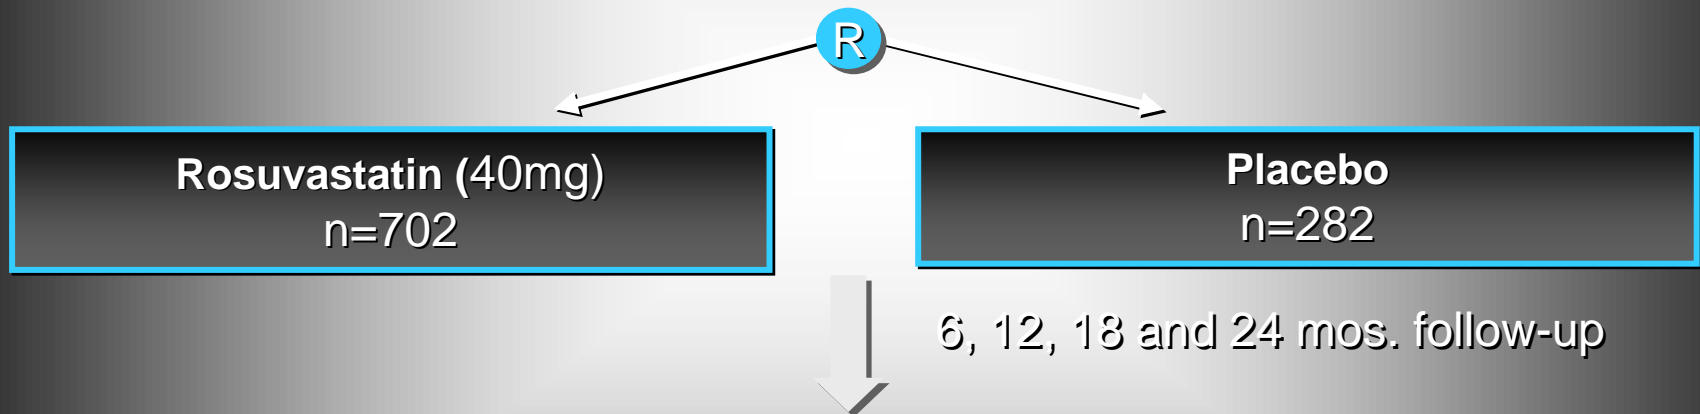 R
Rosuvastatin (40mg)
n=702
Placebo
n=282
6, 12, 18 and 24 mos. follow-up